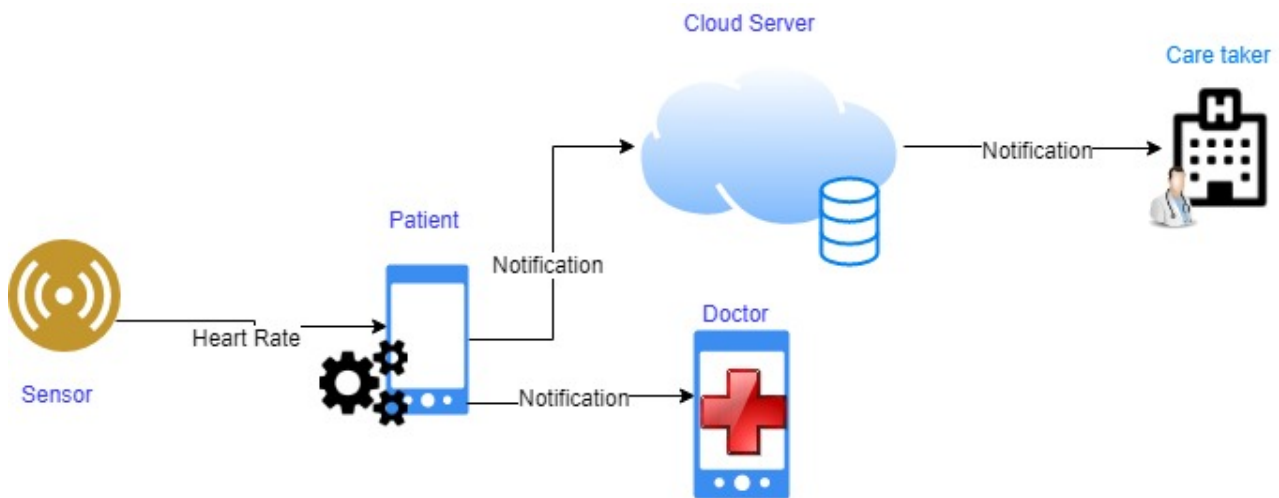 Cloud Server
Care taker
Notification
Patient
Notification
Doctor
Heart Rate
Sensor
Notification
H